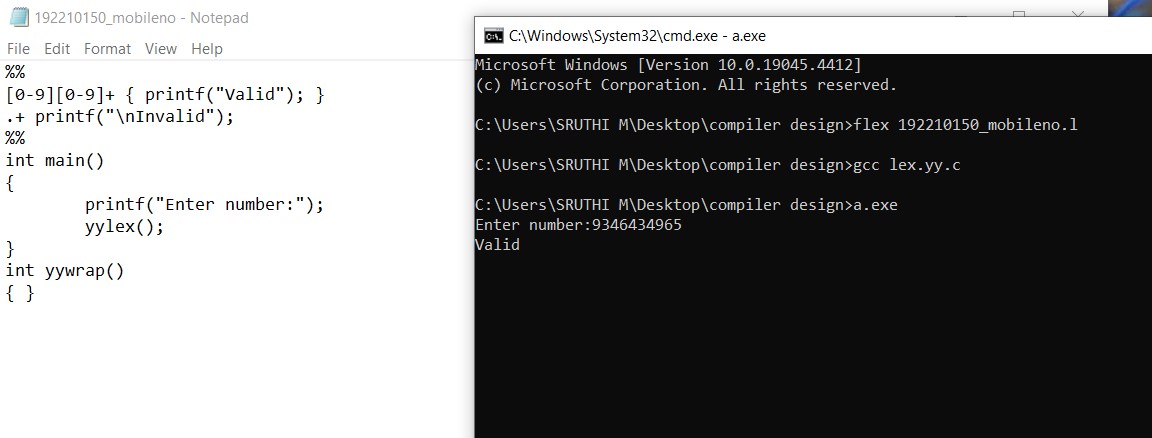 192210150_mobileno - Notepad
File Edit Format View Help
%%
[0-9][0-9]+ { printf("Valid"); }
.+ printf("\nInvalid");
%%
int main()
{
        printf("Enter number:");
        yylex();
}
int yywrap()
{ }
C:\Windows\System32\cmd.exe - a.exe
Microsoft Windows [Version 10.0.19045.4412]
(c) Microsoft Corporation. All rights reserved.
C:\Users\SRUTHI M\Desktop\compiler design>flex 192210150_mobileno.l
C:\Users\SRUTHI M\Desktop\compiler design>gcc lex.yy.c
C:\Users\SRUTHI M\Desktop\compiler design>a.exe
Enter number:9346434965
Valid